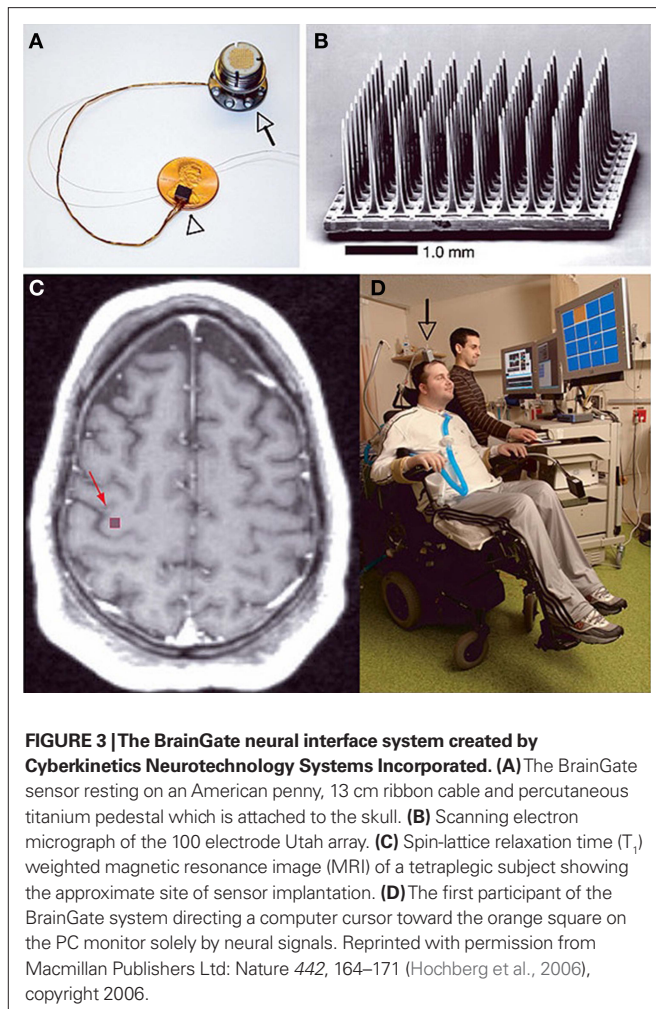 A
B
1.0 mm
C
D
FIGURE 3 | The BrainGate neural interface system created by
Cyberkinetics Neurotechnology Systems Incorporated. (A) The BrainGate
sensor resting on an American penny, 13 cm ribbon cable and percutaneous
titanium pedestal which is attached to the skull. (B) Scanning electron
micrograph of the 100 electrode Utah array. (C) Spin-lattice relaxation time (T1)
weighted magnetic resonance image (MRI) of a tetraplegic subject showing
the approximate site of sensor implantation. (D) The first participant of the
BrainGate system directing a computer cursor toward the orange square on
the PC monitor solely by neural signals. Reprinted with permission from
Macmillan Publishers Ltd: Nature 442, 164–171 (Hochberg et al., 2006),
copyright 2006.